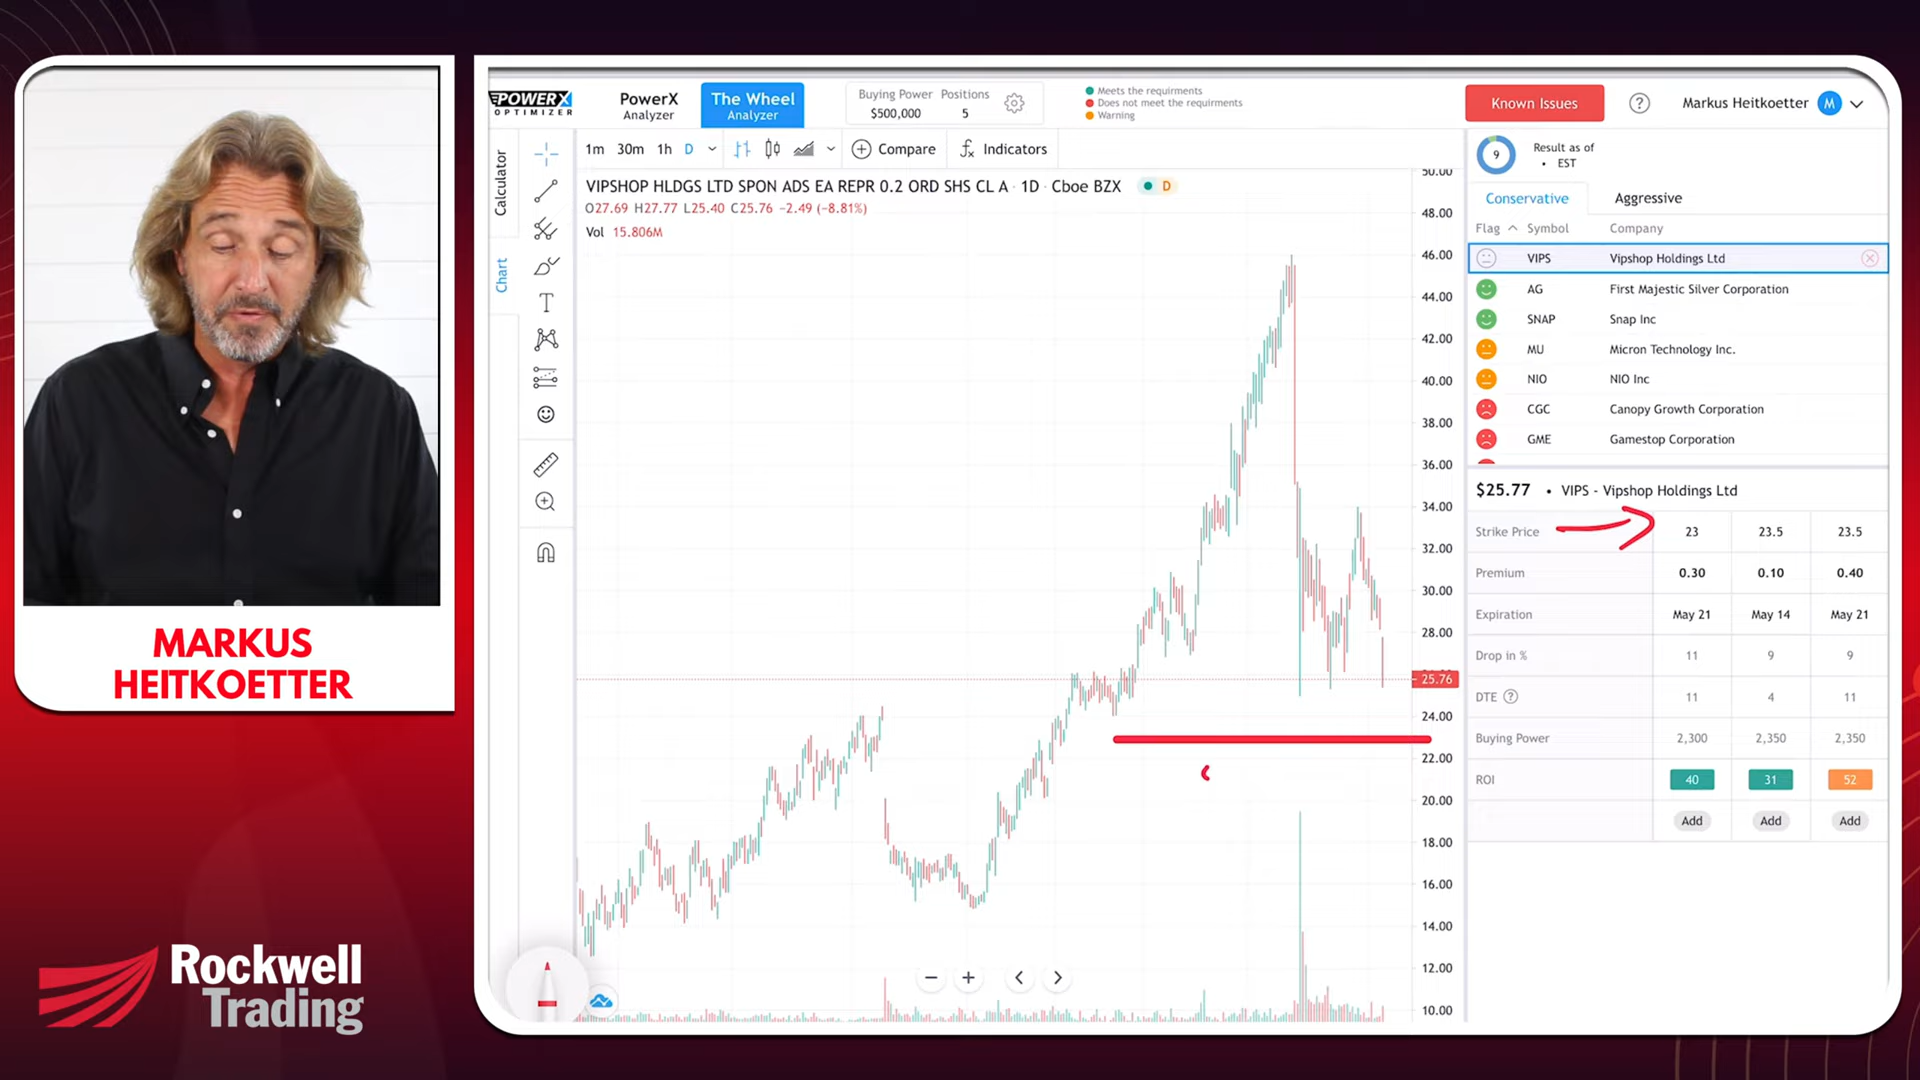 MARKUS
HEITKOETTER
Rockwell
Trading
POWERX
OPTIMIZER
PowerX
Analyzer
The Wheel
Analyzer
Buying Power Positions
$500,000 5
Meets the requirments
Does not meet the requirments
Warning
Known Issues
?
Markus Heitkoetter M
Calculator
Chart
1m 30m 1h D
Compare
Indicators
VIPSHOP HLDGS LTD SPON ADS EA REPR 0.2 ORD SHS CL A · 1D · Cboe BZX D
O27.69 H27.77 L25.40 C25.76 −2.49 (−8.81%)
Vol 15.806M
T
50.00
48.00
46.00
44.00
42.00
40.00
38.00
36.00
34.00
32.00
30.00
28.00
25.76
24.00
22.00
20.00
18.00
16.00
14.00
12.00
10.00
9
Result as of
• EST
Conservative Aggressive
Flag Symbol Company
VIPS Vipshop Holdings Ltd
AG First Majestic Silver Corporation
SNAP Snap Inc
MU Micron Technology Inc.
NIO NIO Inc
CGC Canopy Growth Corporation
GME Gamestop Corporation
$25.77 • VIPS - Vipshop Holdings Ltd
Strike Price 23 23.5 23.5
Premium 0.30 0.10 0.40
Expiration May 21 May 14 May 21
Drop in % 11 9 9
DTE ? 11 4 11
Buying Power 2,300 2,350 2,350
ROI 40 31 52
Add Add Add